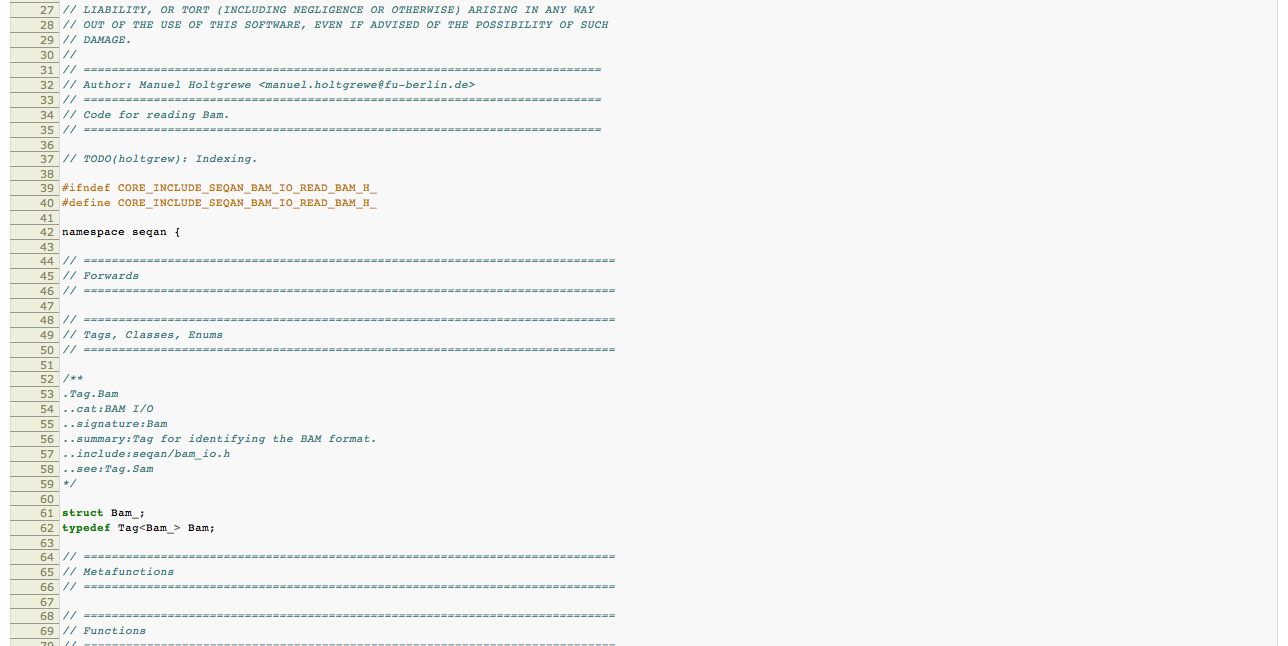 27 // LIABILITY, OR TORT (INCLUDING NEGLIGENCE OR OTHERWISE) ARISING IN ANY WAY
28 // OUT OF THE USE OF THIS SOFTWARE, EVEN IF ADVISED OF THE POSSIBILITY OF SUCH
29 // DAMAGE.
30 //
31 // ==========================================================================
32 // Author: Manuel Holtgrewe <manuel.holtgrewe@fu-berlin.de>
33 // ==========================================================================
34 // Code for reading Bam.
35 // ==========================================================================
36
37 // TODO(holtgrew): Indexing.
38
39 #ifndef CORE_INCLUDE_SEQAN_BAM_IO_READ_BAM_H_
40 #define CORE_INCLUDE_SEQAN_BAM_IO_READ_BAM_H_
41
42 namespace seqan {
43
44 // ============================================================================
45 // Forwards
46 // ============================================================================
47
48 // ============================================================================
49 // Tags, Classes, Enums
50 // ============================================================================
51
52 /**
53 .Tag.Bam
54 ..cat:BAM I/O
55 ..signature:Bam
56 ..summary:Tag for identifying the BAM format.
57 ..include:seqan/bam_io.h
58 ..see:Tag.Sam
59 */
60
61 struct Bam_;
62 typedef Tag<Bam_> Bam;
63
64 // ============================================================================
65 // Metafunctions
66 // ============================================================================
67
68 // ============================================================================
69 // Functions
70 // ============================================================================